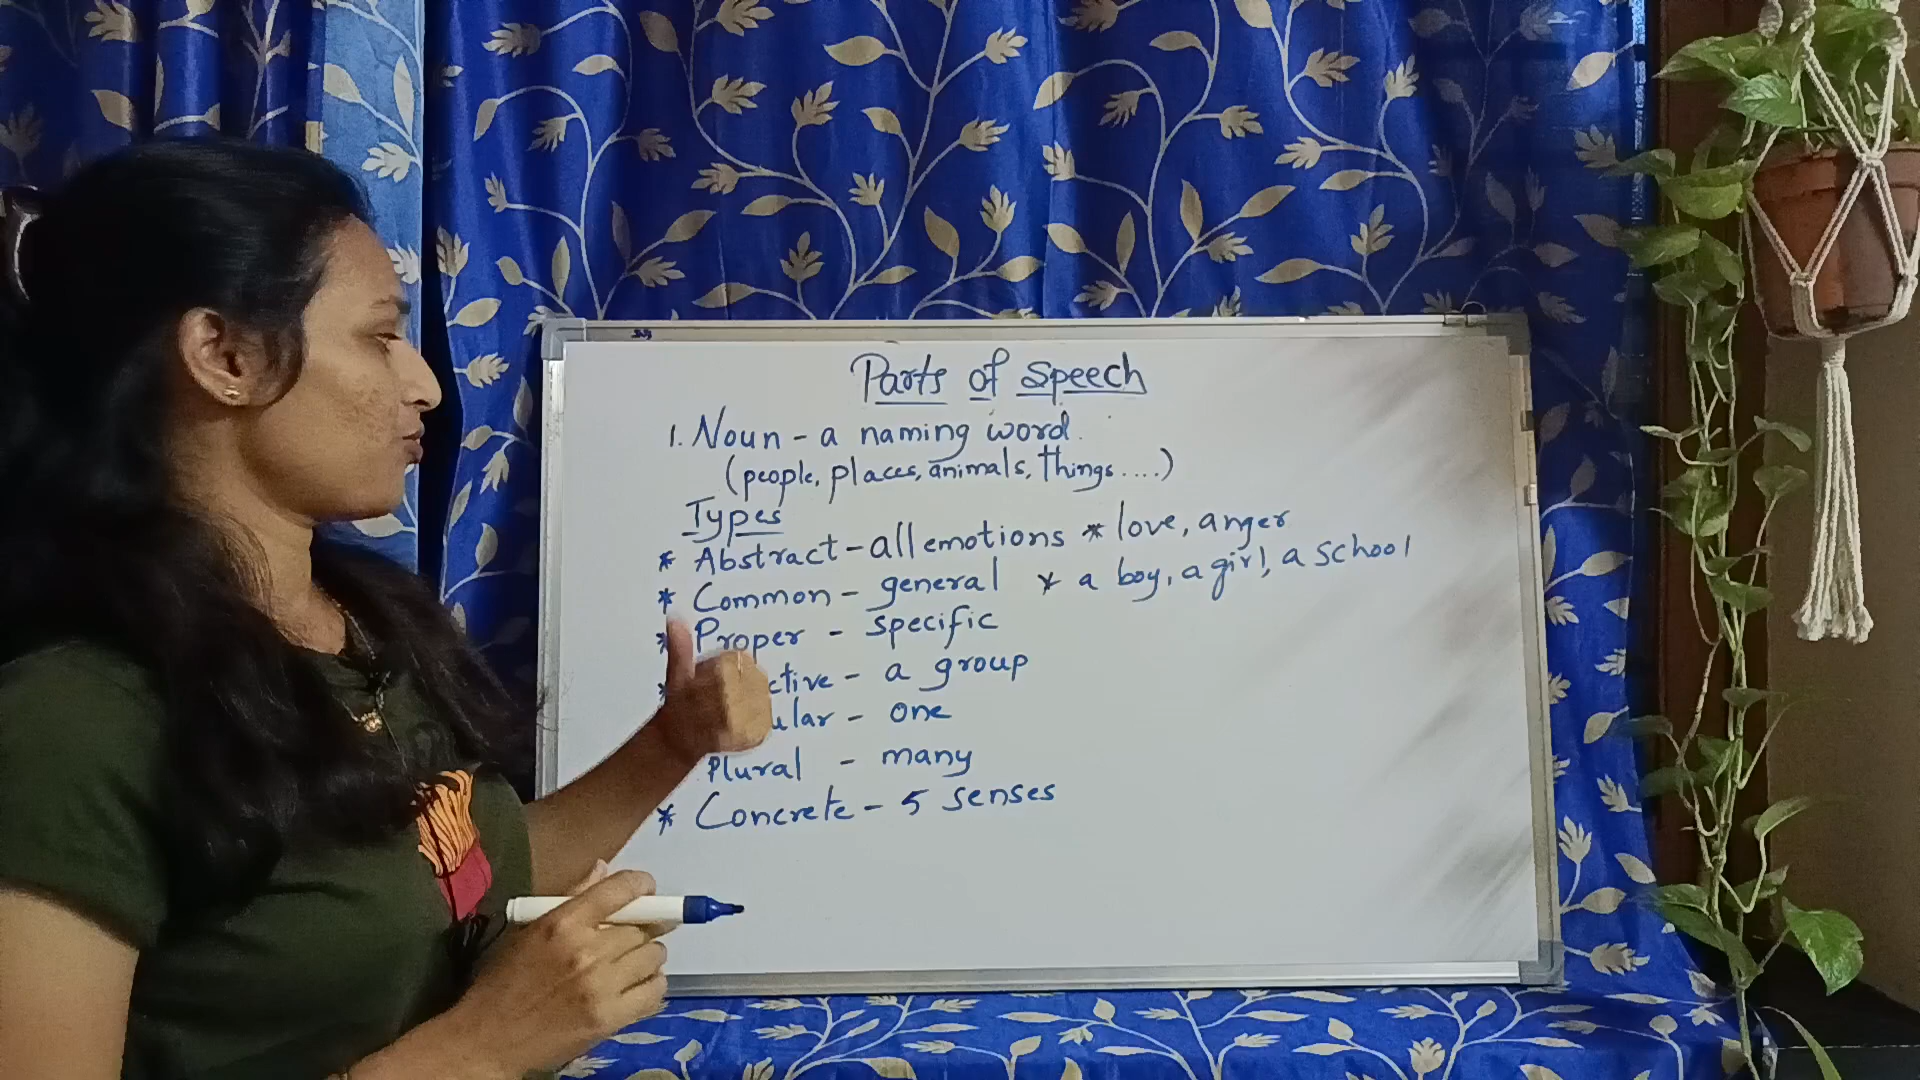 Parts of Speech
1. Noun - a naming word.
(people, places, animals, things....)
Types
* Abstract - all emotions * love, anger
* Common - general * a boy, a girl, a school
* Proper - specific
* ctive - a group
ular - one
Plural - many
* Concrete - 5 senses